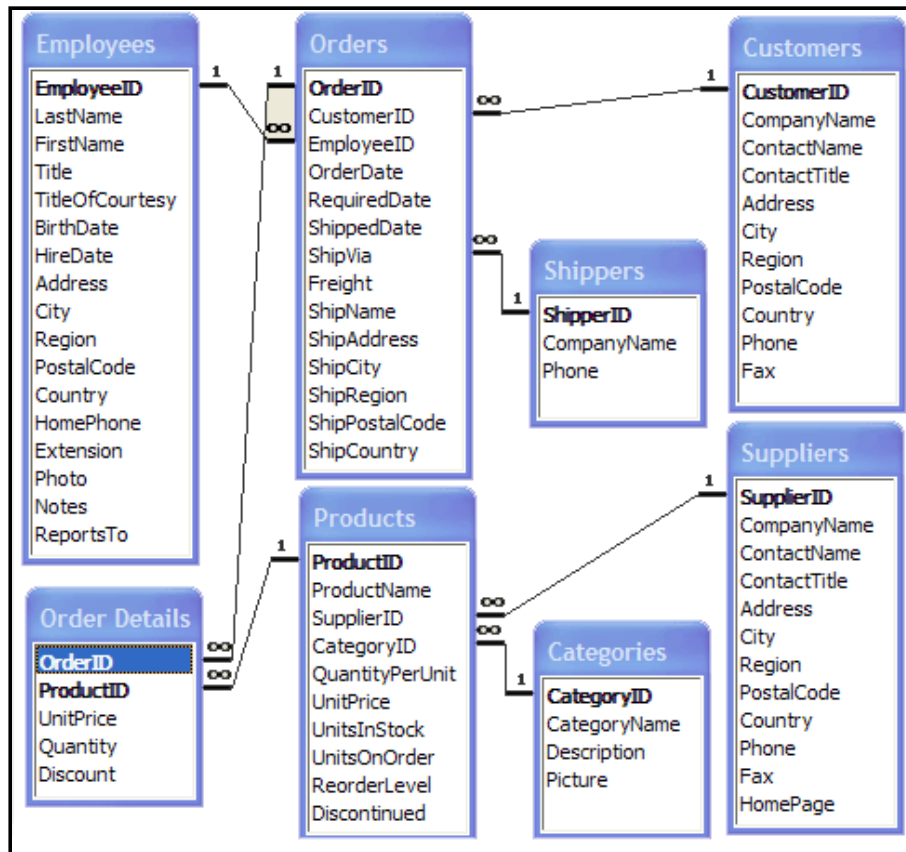 Employees
EmployeeID
LastName
FirstName
Title
TitleOfCourtesy
BirthDate
HireDate
Address
City
Region
PostalCode
Country
HomePhone
Extension
Photo
Notes
ReportsTo
1
1
∞
Orders
OrderID
CustomerID
EmployeeID
OrderDate
RequiredDate
ShippedDate
ShipVia
Freight
ShipName
ShipAddress
ShipCity
ShipRegion
ShipPostalCode
ShipCountry
∞
1
∞
1
Customers
CustomerID
CompanyName
ContactName
ContactTitle
Address
City
Region
PostalCode
Country
Phone
Fax
Shippers
ShipperID
CompanyName
Phone
Order Details
OrderID
ProductID
UnitPrice
Quantity
Discount
∞
∞
1
Products
ProductID
ProductName
SupplierID
CategoryID
QuantityPerUnit
UnitPrice
UnitsInStock
UnitsOnOrder
ReorderLevel
Discontinued
∞
∞
1
1
Categories
CategoryID
CategoryName
Description
Picture
Suppliers
SupplierID
CompanyName
ContactName
ContactTitle
Address
City
Region
PostalCode
Country
Phone
Fax
HomePage